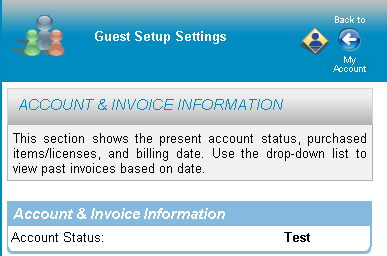 Back to
Guest Setup Settings
My
Account
ACCOUNT & INVOICE INFORMATION
This section shows the present account status, purchased
items/licenses, and billing date. Use the drop-down list to
view past invoices based on date.
Account & Invoice Information
Account Status: Test